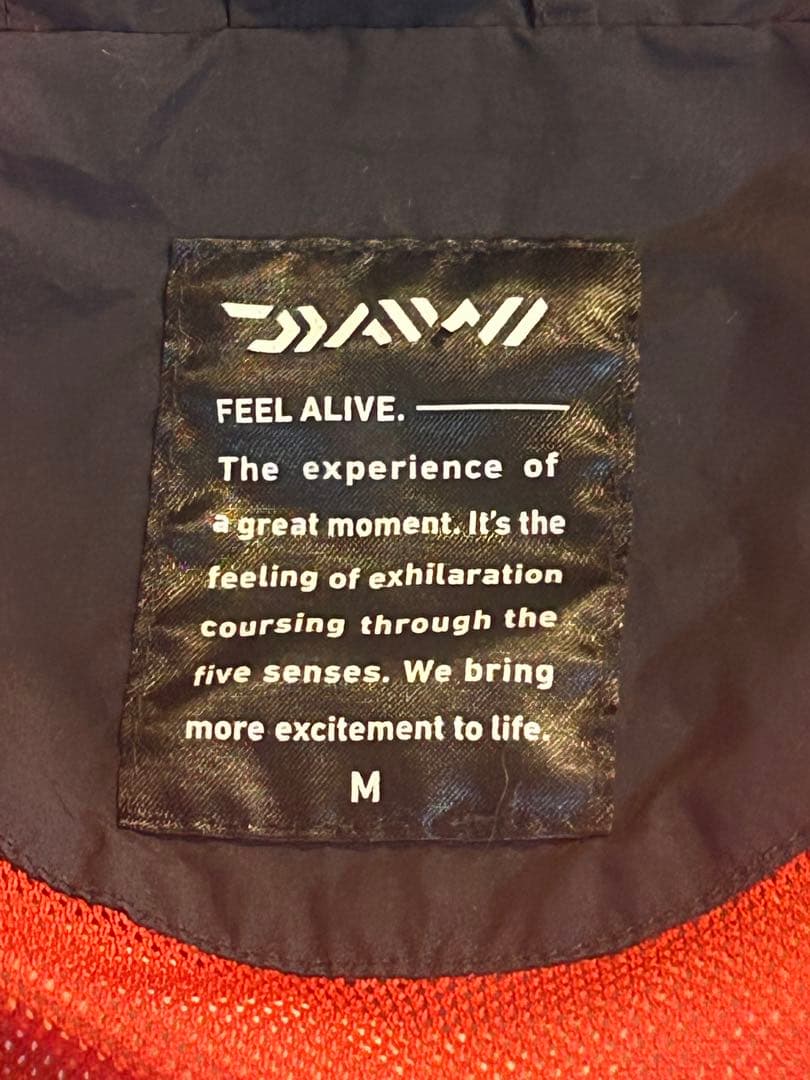 DAIWA
FEEL ALIVE.
The experience of
a great moment. It's the
feeling of exhilaration
coursing through the
five senses. We bring
more excitement to life.
M